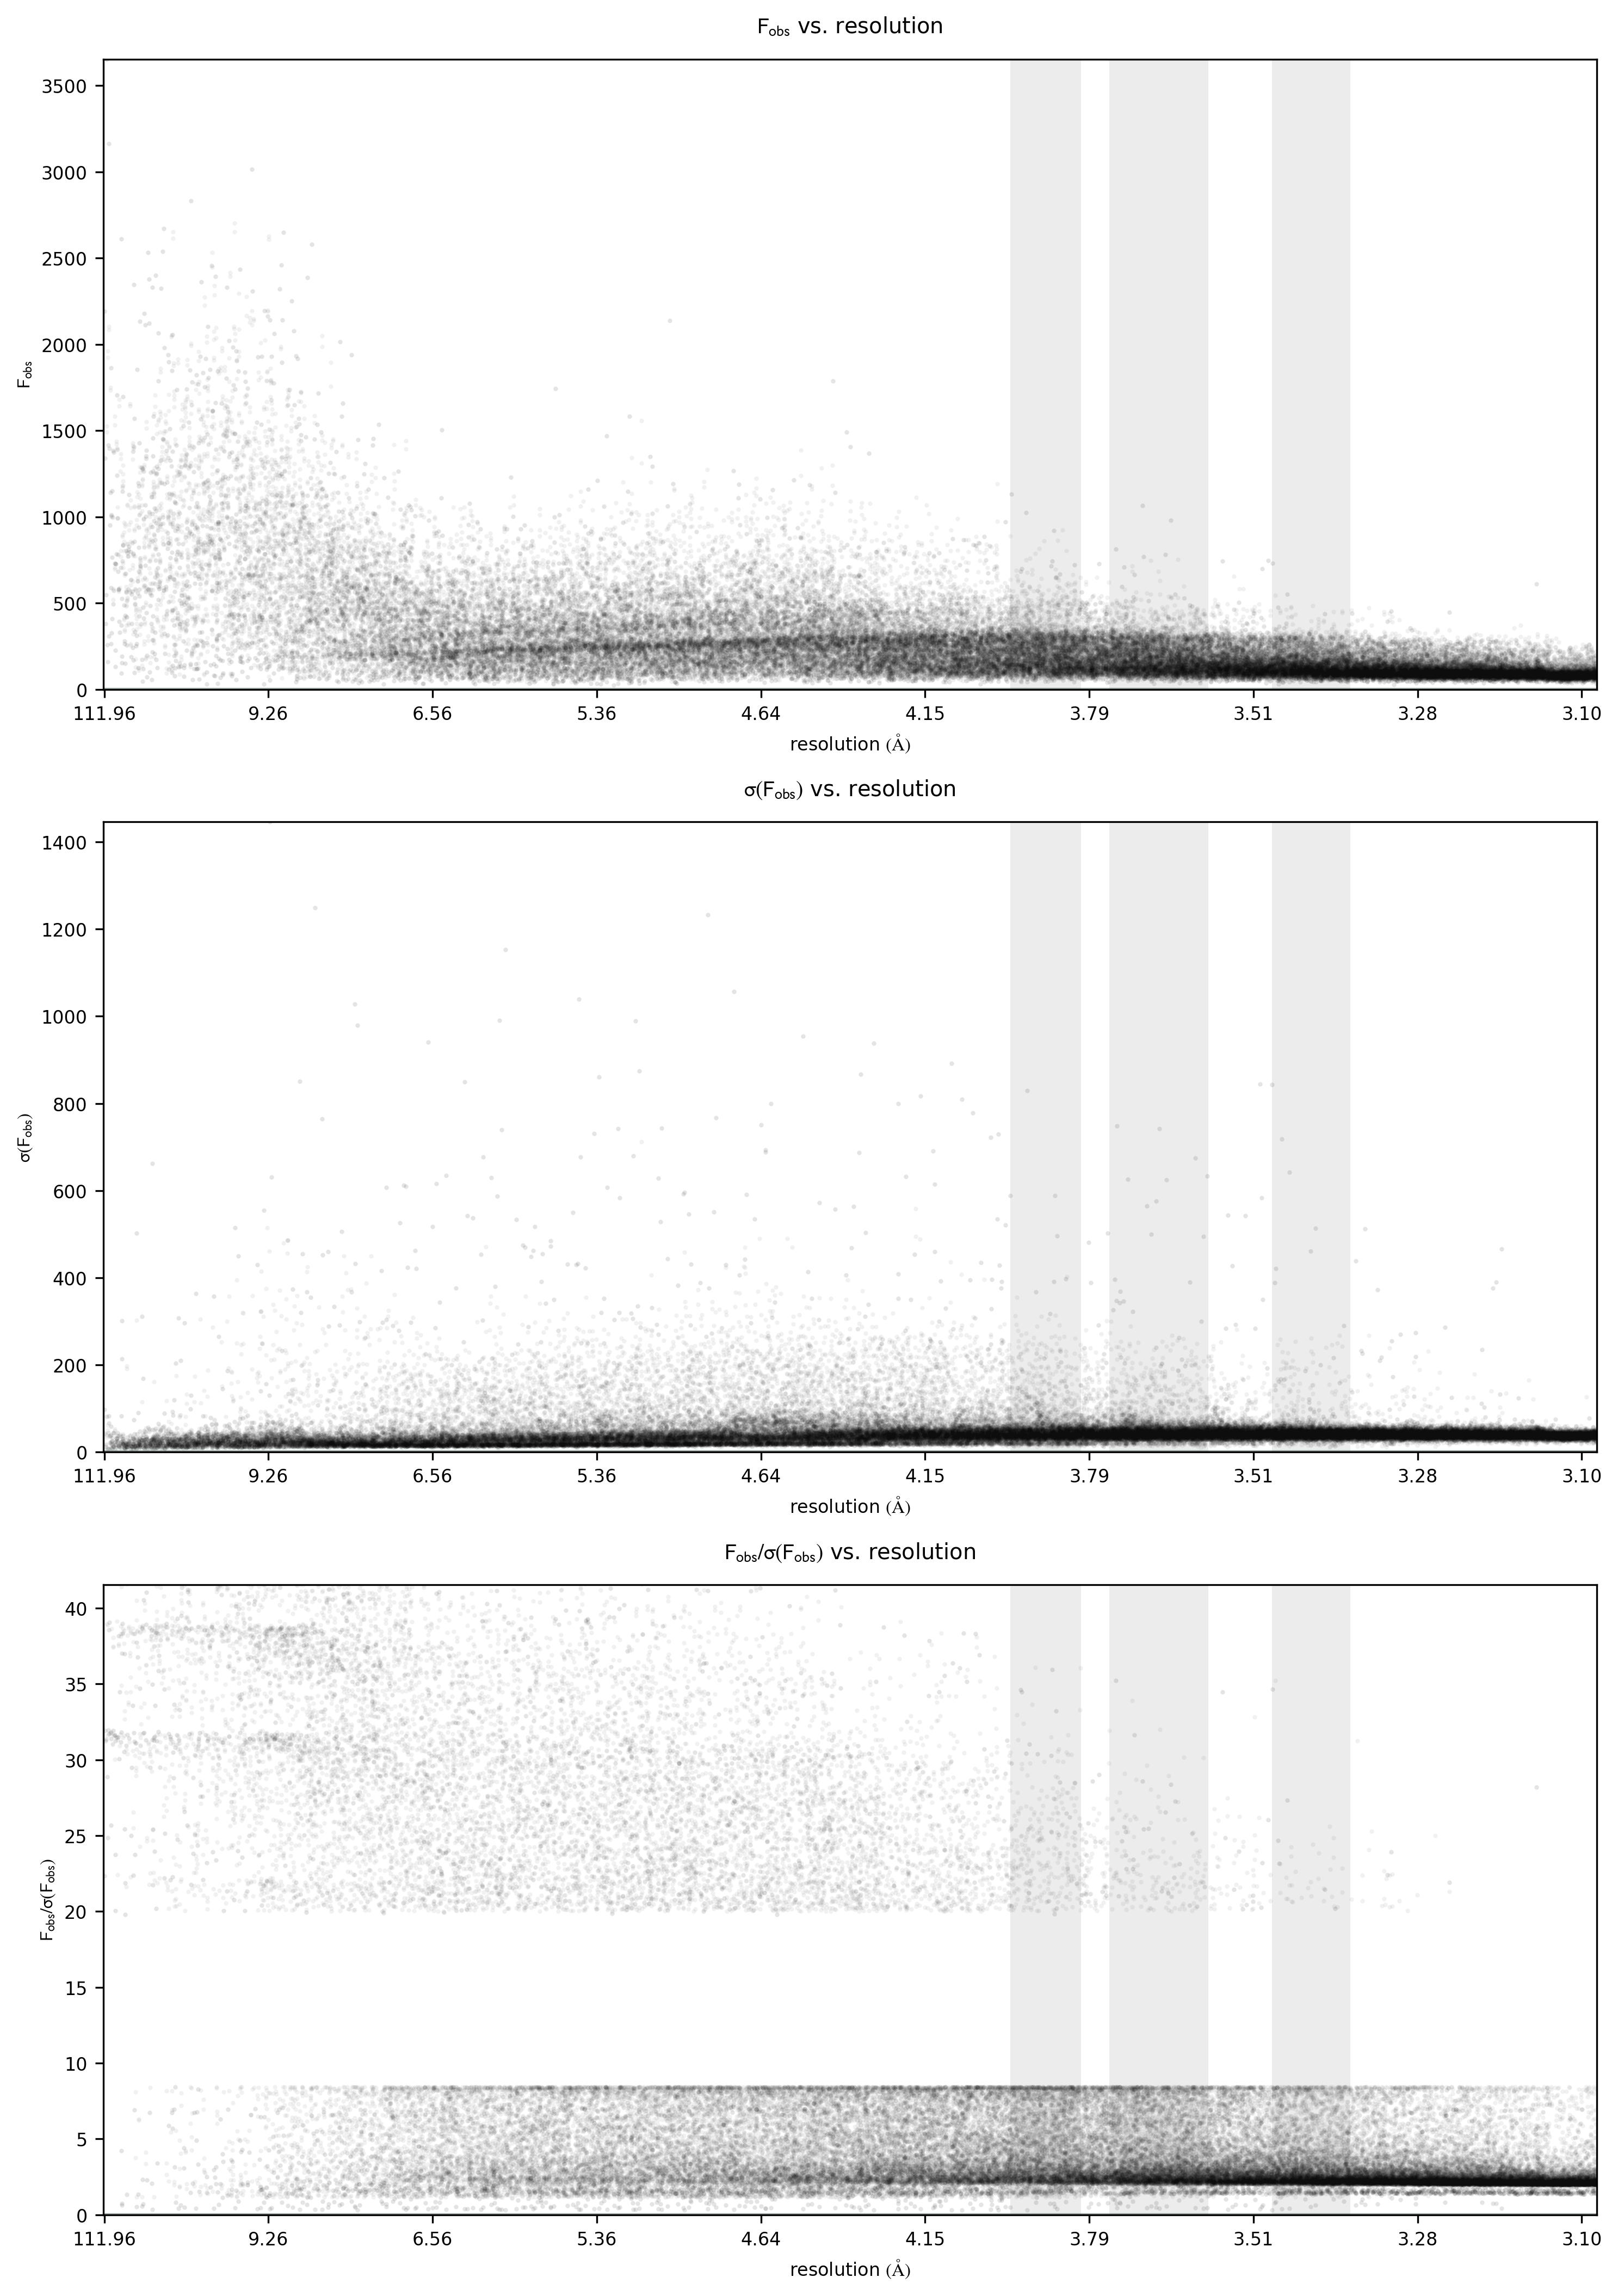 Fobs vs. resolution
Fobs
3500
3000
2500
2000
1500
1000
500
0
111.96 9.26 6.56 5.36 4.64 4.15 3.79 3.51 3.28 3.10
resolution (Å)
σ(Fobs) vs. resolution
σ(Fobs)
1400
1200
1000
800
600
400
200
0
111.96 9.26 6.56 5.36 4.64 4.15 3.79 3.51 3.28 3.10
resolution (Å)
Fobs/σ(Fobs) vs. resolution
Fobs/σ(Fobs)
40
35
30
25
20
15
10
5
0
111.96 9.26 6.56 5.36 4.64 4.15 3.79 3.51 3.28 3.10
resolution (Å)